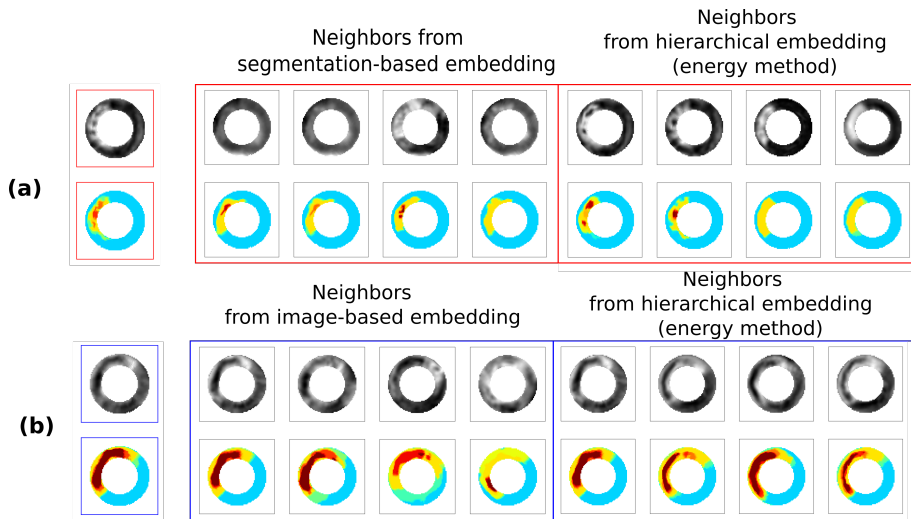 Neighbors from
segmentation-based embedding
Neighbors
from hierarchical embedding
(energy method)
(a)
Neighbors
from image-based embedding
Neighbors
from hierarchical embedding
(energy method)
(b)